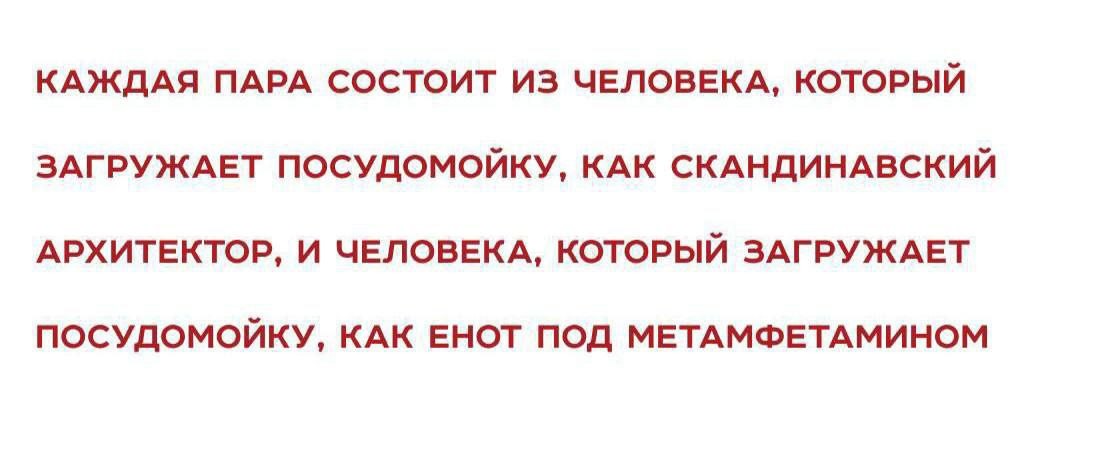 КАЖДАЯ ПАРА СОСТОИТ ИЗ ЧЕЛОВЕКА, КОТОРЫЙ
ЗАГРУЖАЕТ ПОСУДОМОЙКУ, КАК СКАНДИНАВСКИЙ
АРХИТЕКТОР, И ЧЕЛОВЕКА, КОТОРЫЙ ЗАГРУЖАЕТ
ПОСУДОМОЙКУ, КАК ЕНОТ ПОД МЕТАМФЕТАМИНОМ